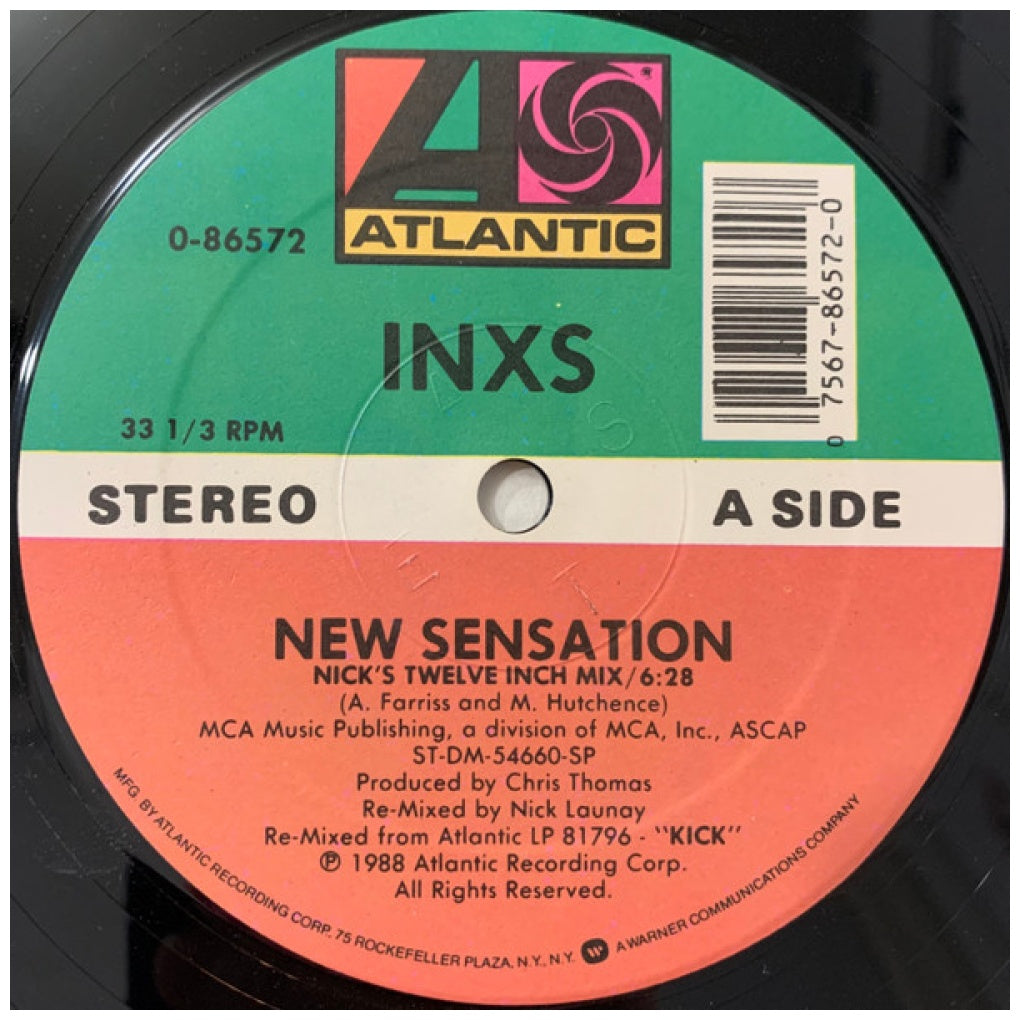 ATLANTIC
0-86572
0 7567-86572-0
INXS
33 1/3 RPM
STEREO
A SIDE
NEW SENSATION
NICK'S TWELVE INCH MIX/6:28
(A. Farriss and M. Hutchence)
MCA Music Publishing, a division of MCA, Inc., ASCAP
ST-DM-54660-SP
Produced by Chris Thomas
Re-Mixed by Nick Launay
Re-Mixed from Atlantic LP 81796 - "KICK"
℗ 1988 Atlantic Recording Corp.
All Rights Reserved.
MFG. BY ATLANTIC RECORDING CORP. 75 ROCKEFELLER PLAZA, N.Y., N.Y. A WARNER COMMUNICATIONS COMPANY